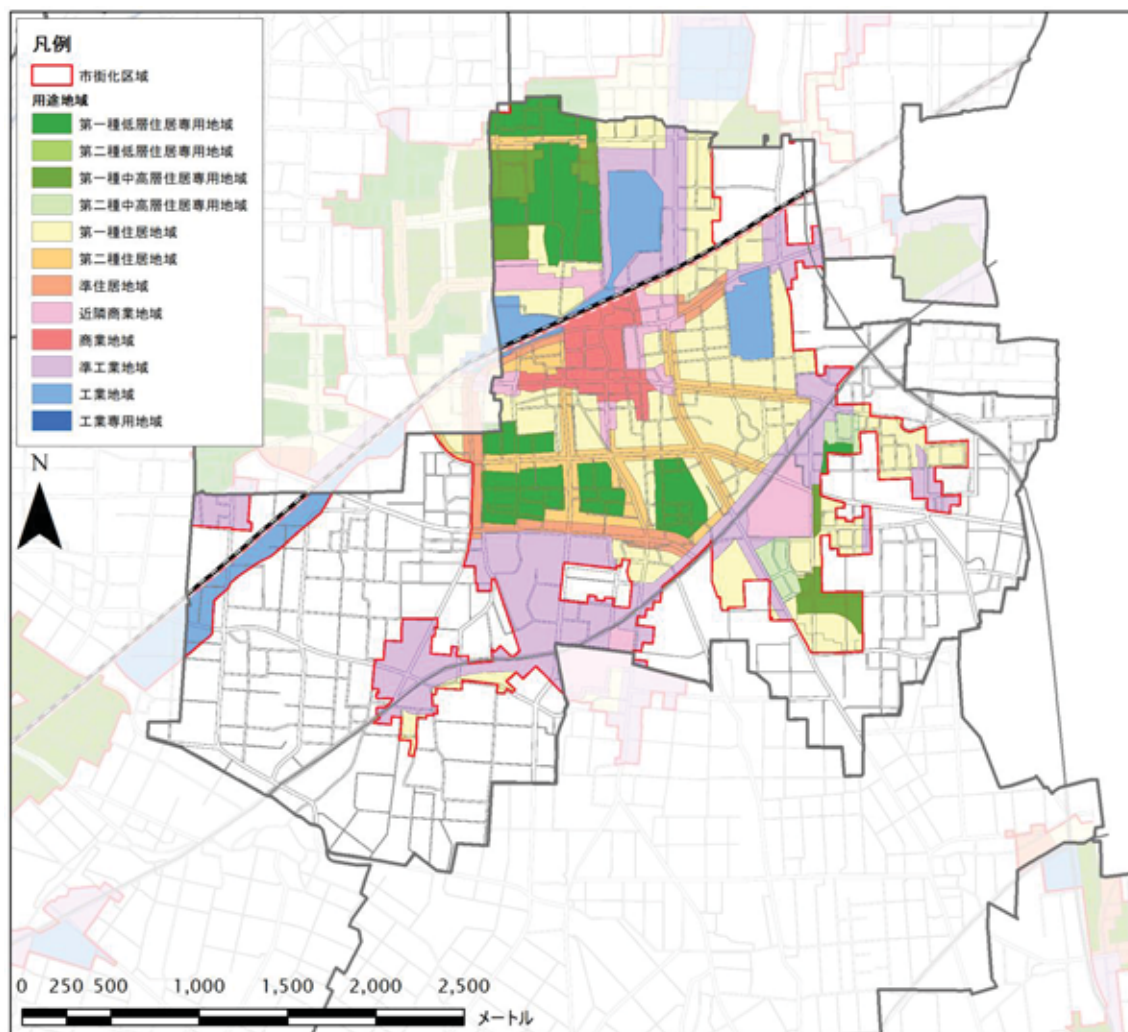 凡例
市街化区域
用途地域
第一種低層住居専用地域
第二種低層住居専用地域
第一種中高層住居専用地域
第二種中高層住居専用地域
第一種住居地域
第二種住居地域
準住居地域
近隣商業地域
商業地域
準工業地域
工業地域
工業専用地域
N
0 250 500 1,000 1,500 2,000 2,500
メートル